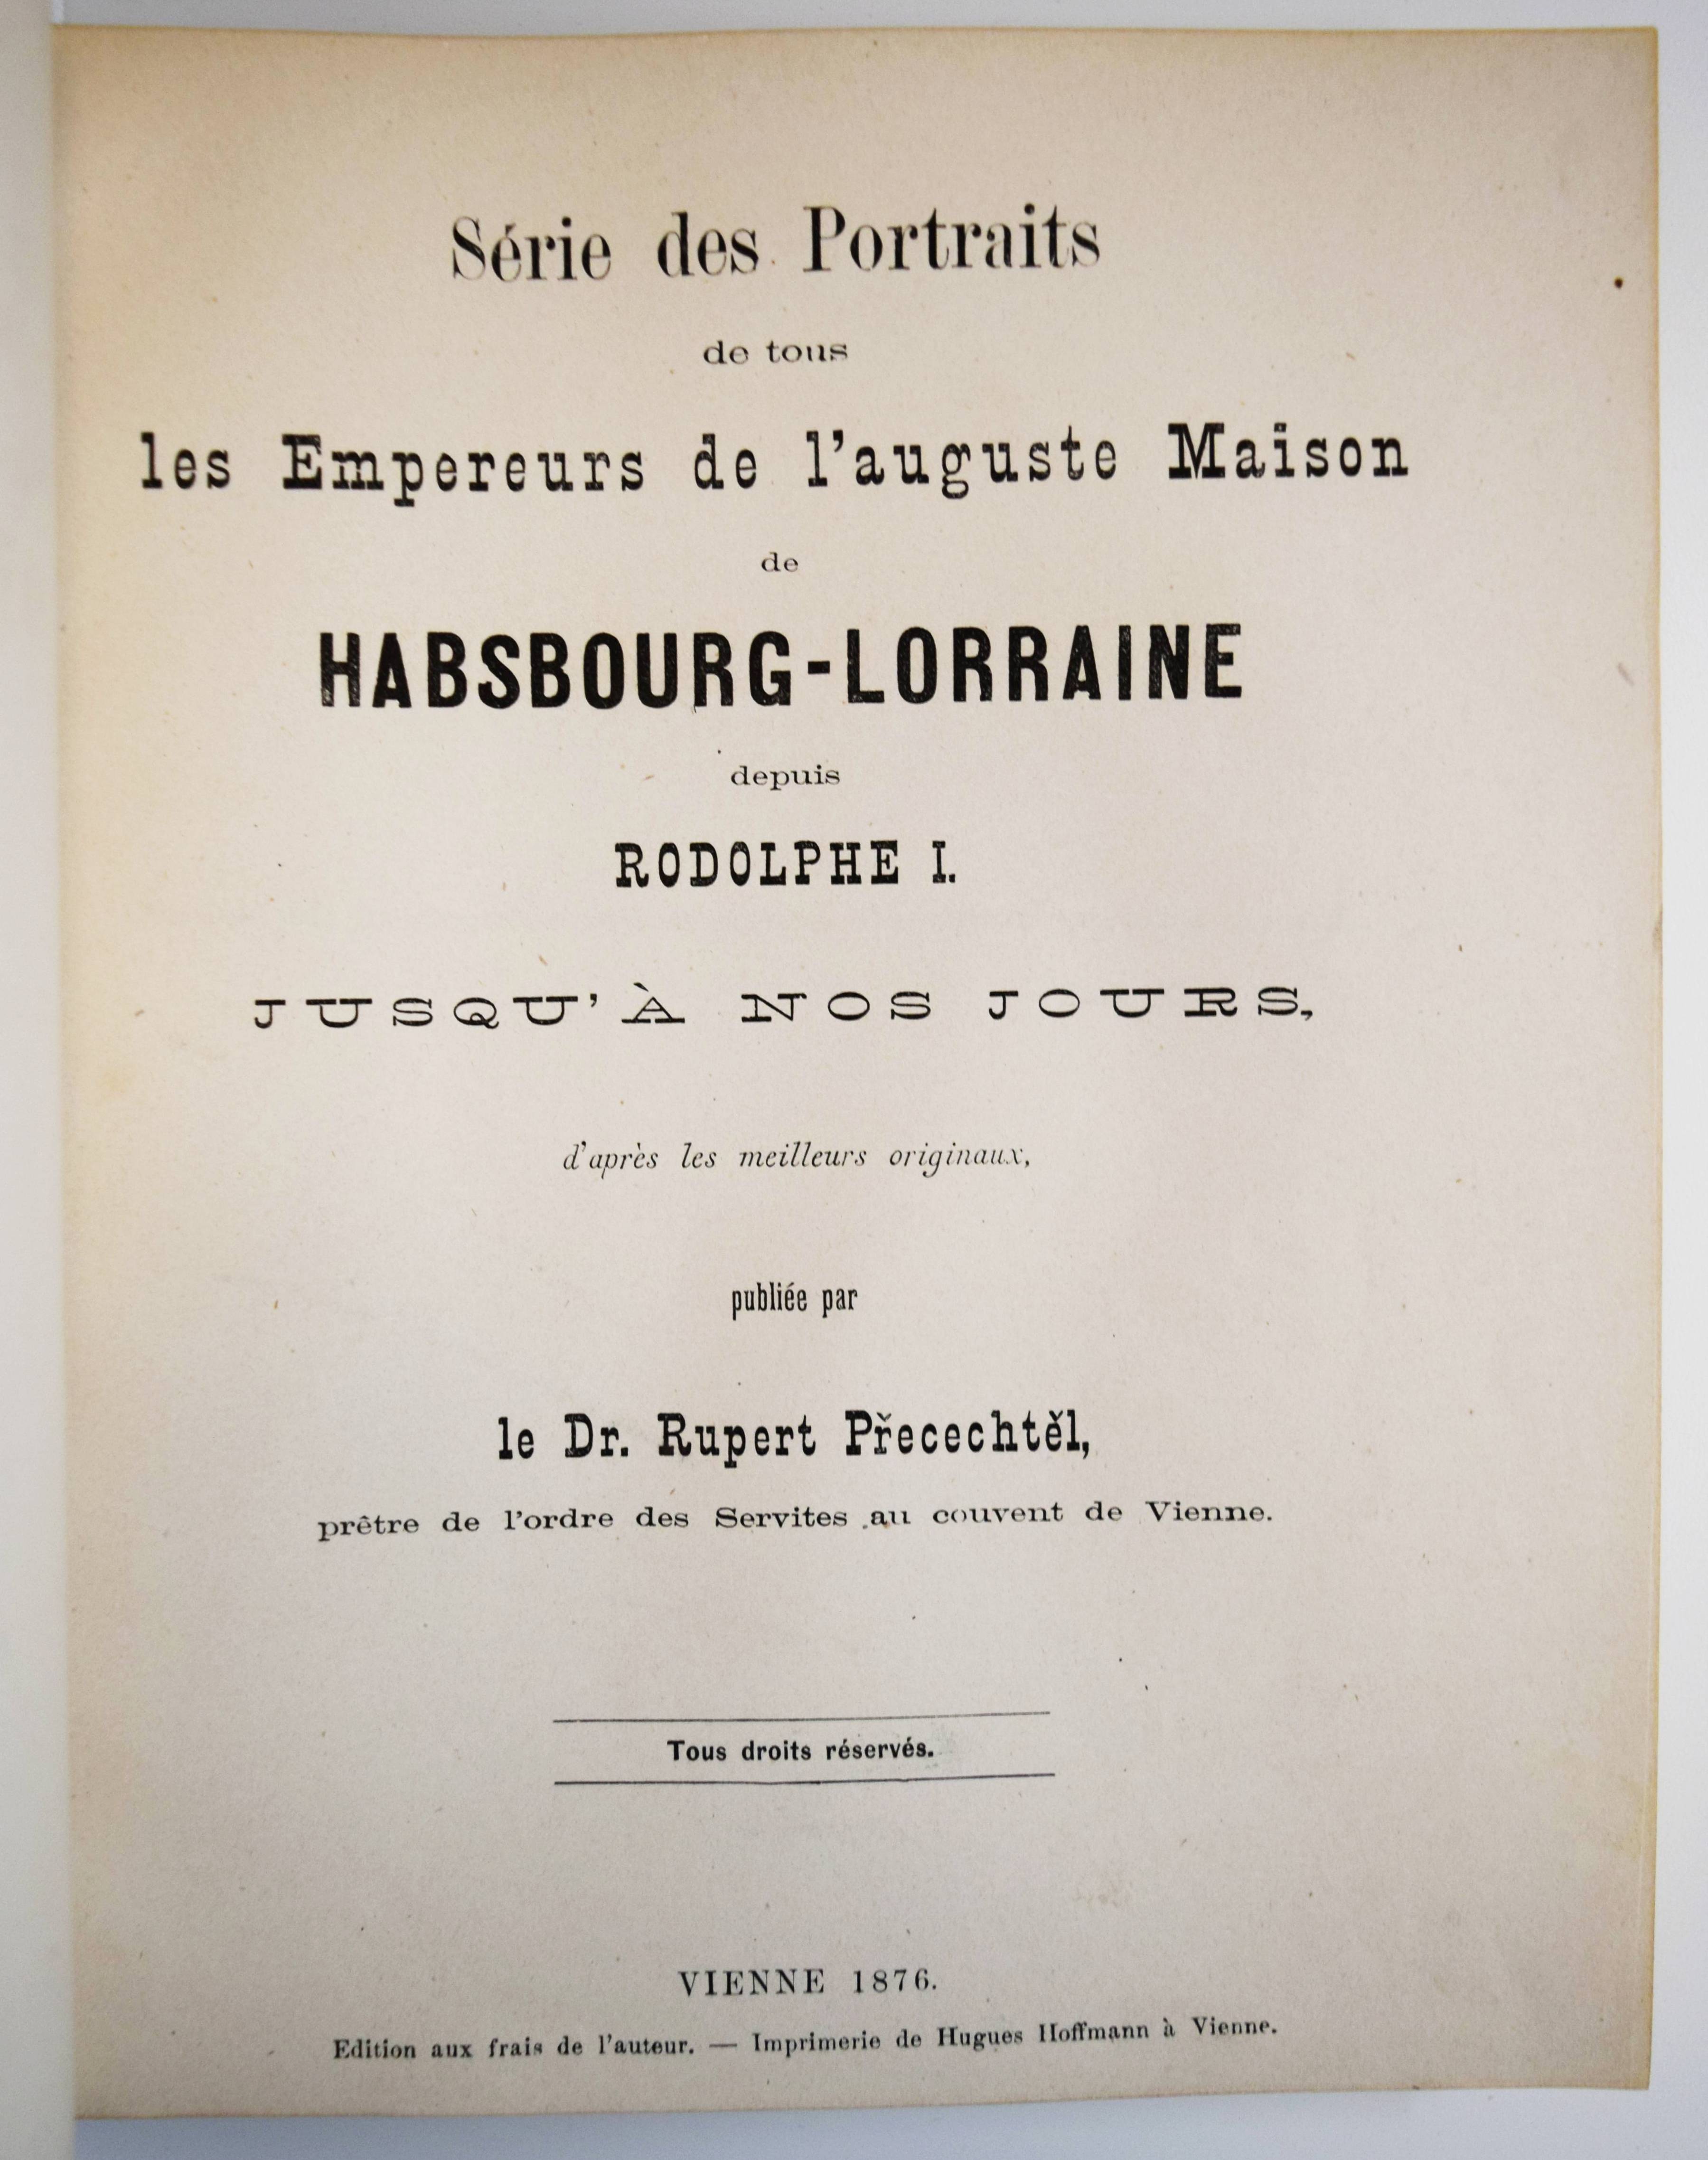 Série des Portraits
de tous
les Empereurs de l'auguste Maison
de
HABSBOURG-LORRAINE
depuis
RODOLPHE I.
JUSQU'À NOS JOURS,
d'après les meilleurs originaux,
publiée par
le Dr. Rupert Přecechtěl,
prêtre de l'ordre des Servites au couvent de Vienne.
Tous droits réservés.
VIENNE 1876.
Edition aux frais de l'auteur. — Imprimerie de Hugues Hoffmann à Vienne.